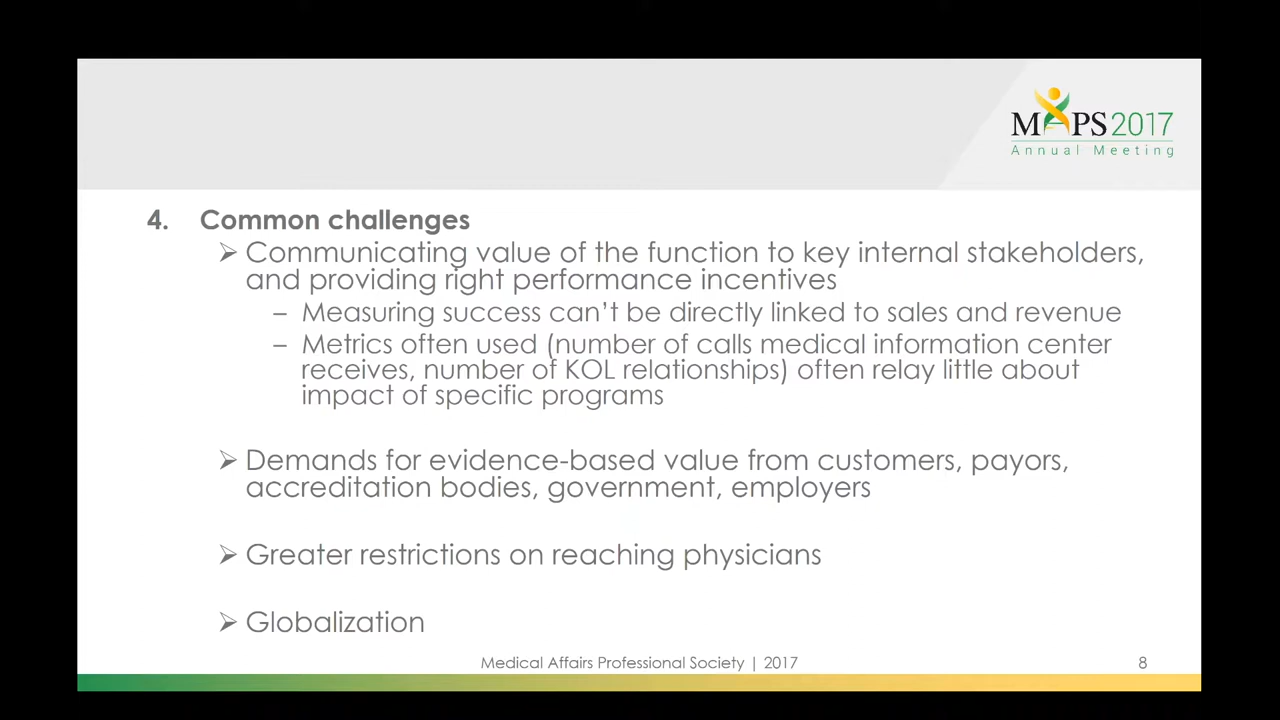 MAPS 2017
Annual Meeting
4. Common challenges
➢ Communicating value of the function to key internal stakeholders,
and providing right performance incentives
– Measuring success can’t be directly linked to sales and revenue
– Metrics often used (number of calls medical information center
receives, number of KOL relationships) often relay little about
impact of specific programs
➢ Demands for evidence-based value from customers, payors,
accreditation bodies, government, employers
➢ Greater restrictions on reaching physicians
➢ Globalization
Medical Affairs Professional Society | 2017
8